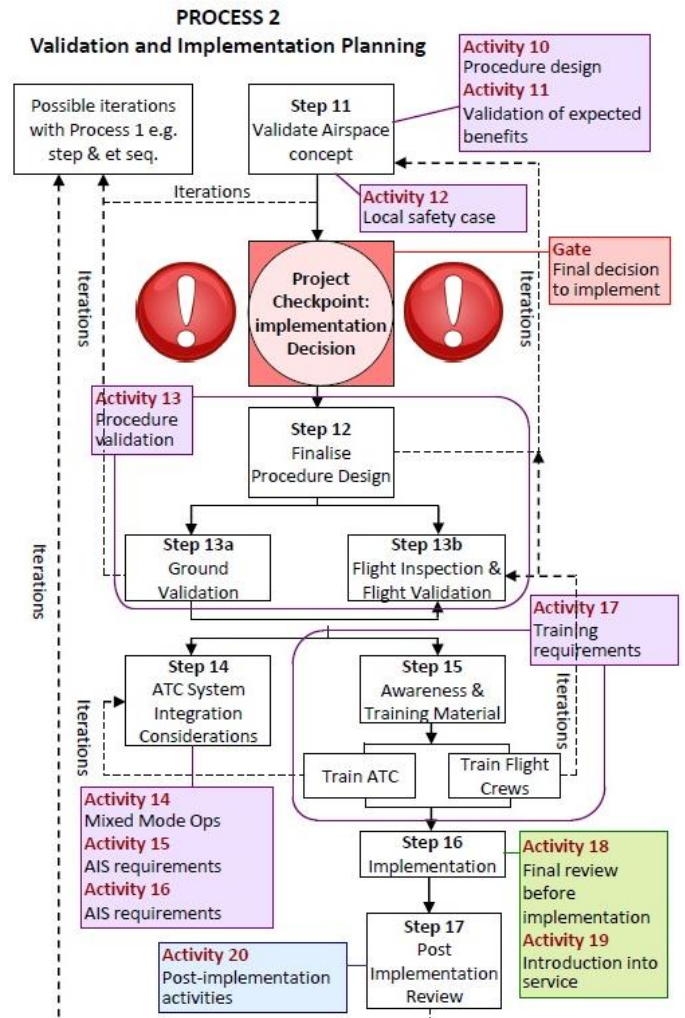 PROCESS 2
Validation and Implementation Planning
Activity 10
Procedure design
Activity 11
Validation of expected
benefits
Possible iterations
with Process 1 e.g.
step & et seq.
Step 11
Validate Airspace
concept
Iterations
Activity 12
Local safety case
Gate
Final decision
to implement
Project
Checkpoint:
implementation
Decision
Iterations
Activity 13
Procedure
validation
Step 12
Finalise
Procedure Design
Step 13a
Ground
Validation
Step 13b
Flight Inspection &
Flight Validation
Iterations
Activity 17
Training
requirements
Step 14
ATC System
Integration
Considerations
Step 15
Awareness &
Training Material
Iterations
Iterations
Train ATC
Train Flight
Crews
Activity 14
Mixed Mode Ops
Activity 15
AIS requirements
Activity 16
AIS requirements
Step 16
Implementation
Activity 18
Final review
before
implementation
Activity 19
Introduction into
service
Step 17
Post
Implementation
Review
Activity 20
Post-implementation
activities